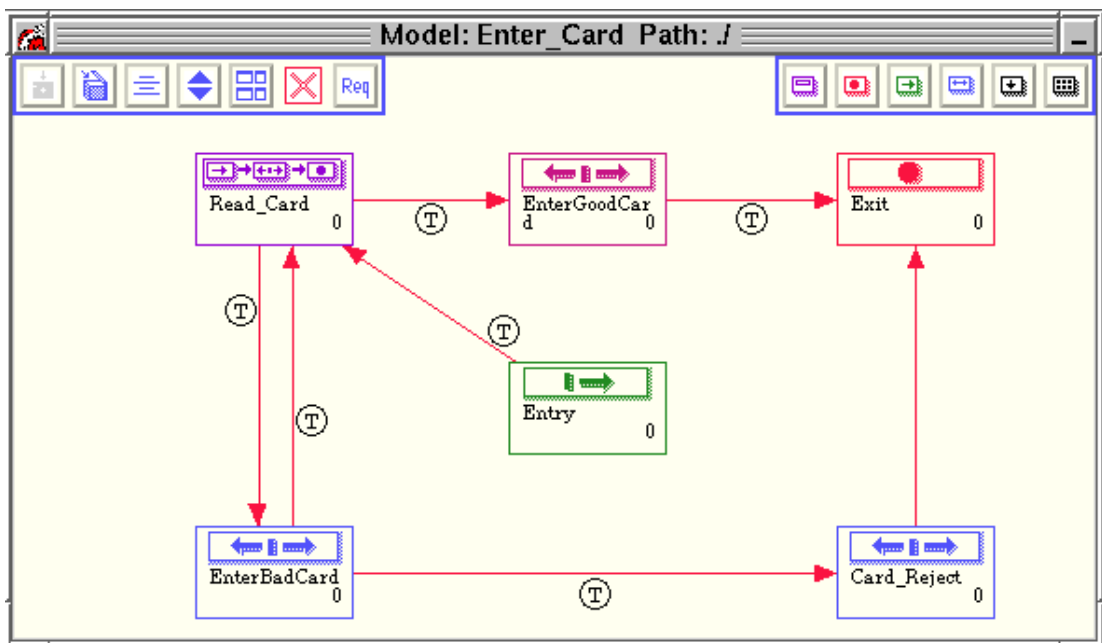 Model: Enter_Card Path: ./
Req
Read_Card
0
EnterGoodCar
d 0
Exit
0
T
T
T
T
Entry
0
T
EnterBadCard
0
Card_Reject
0
T